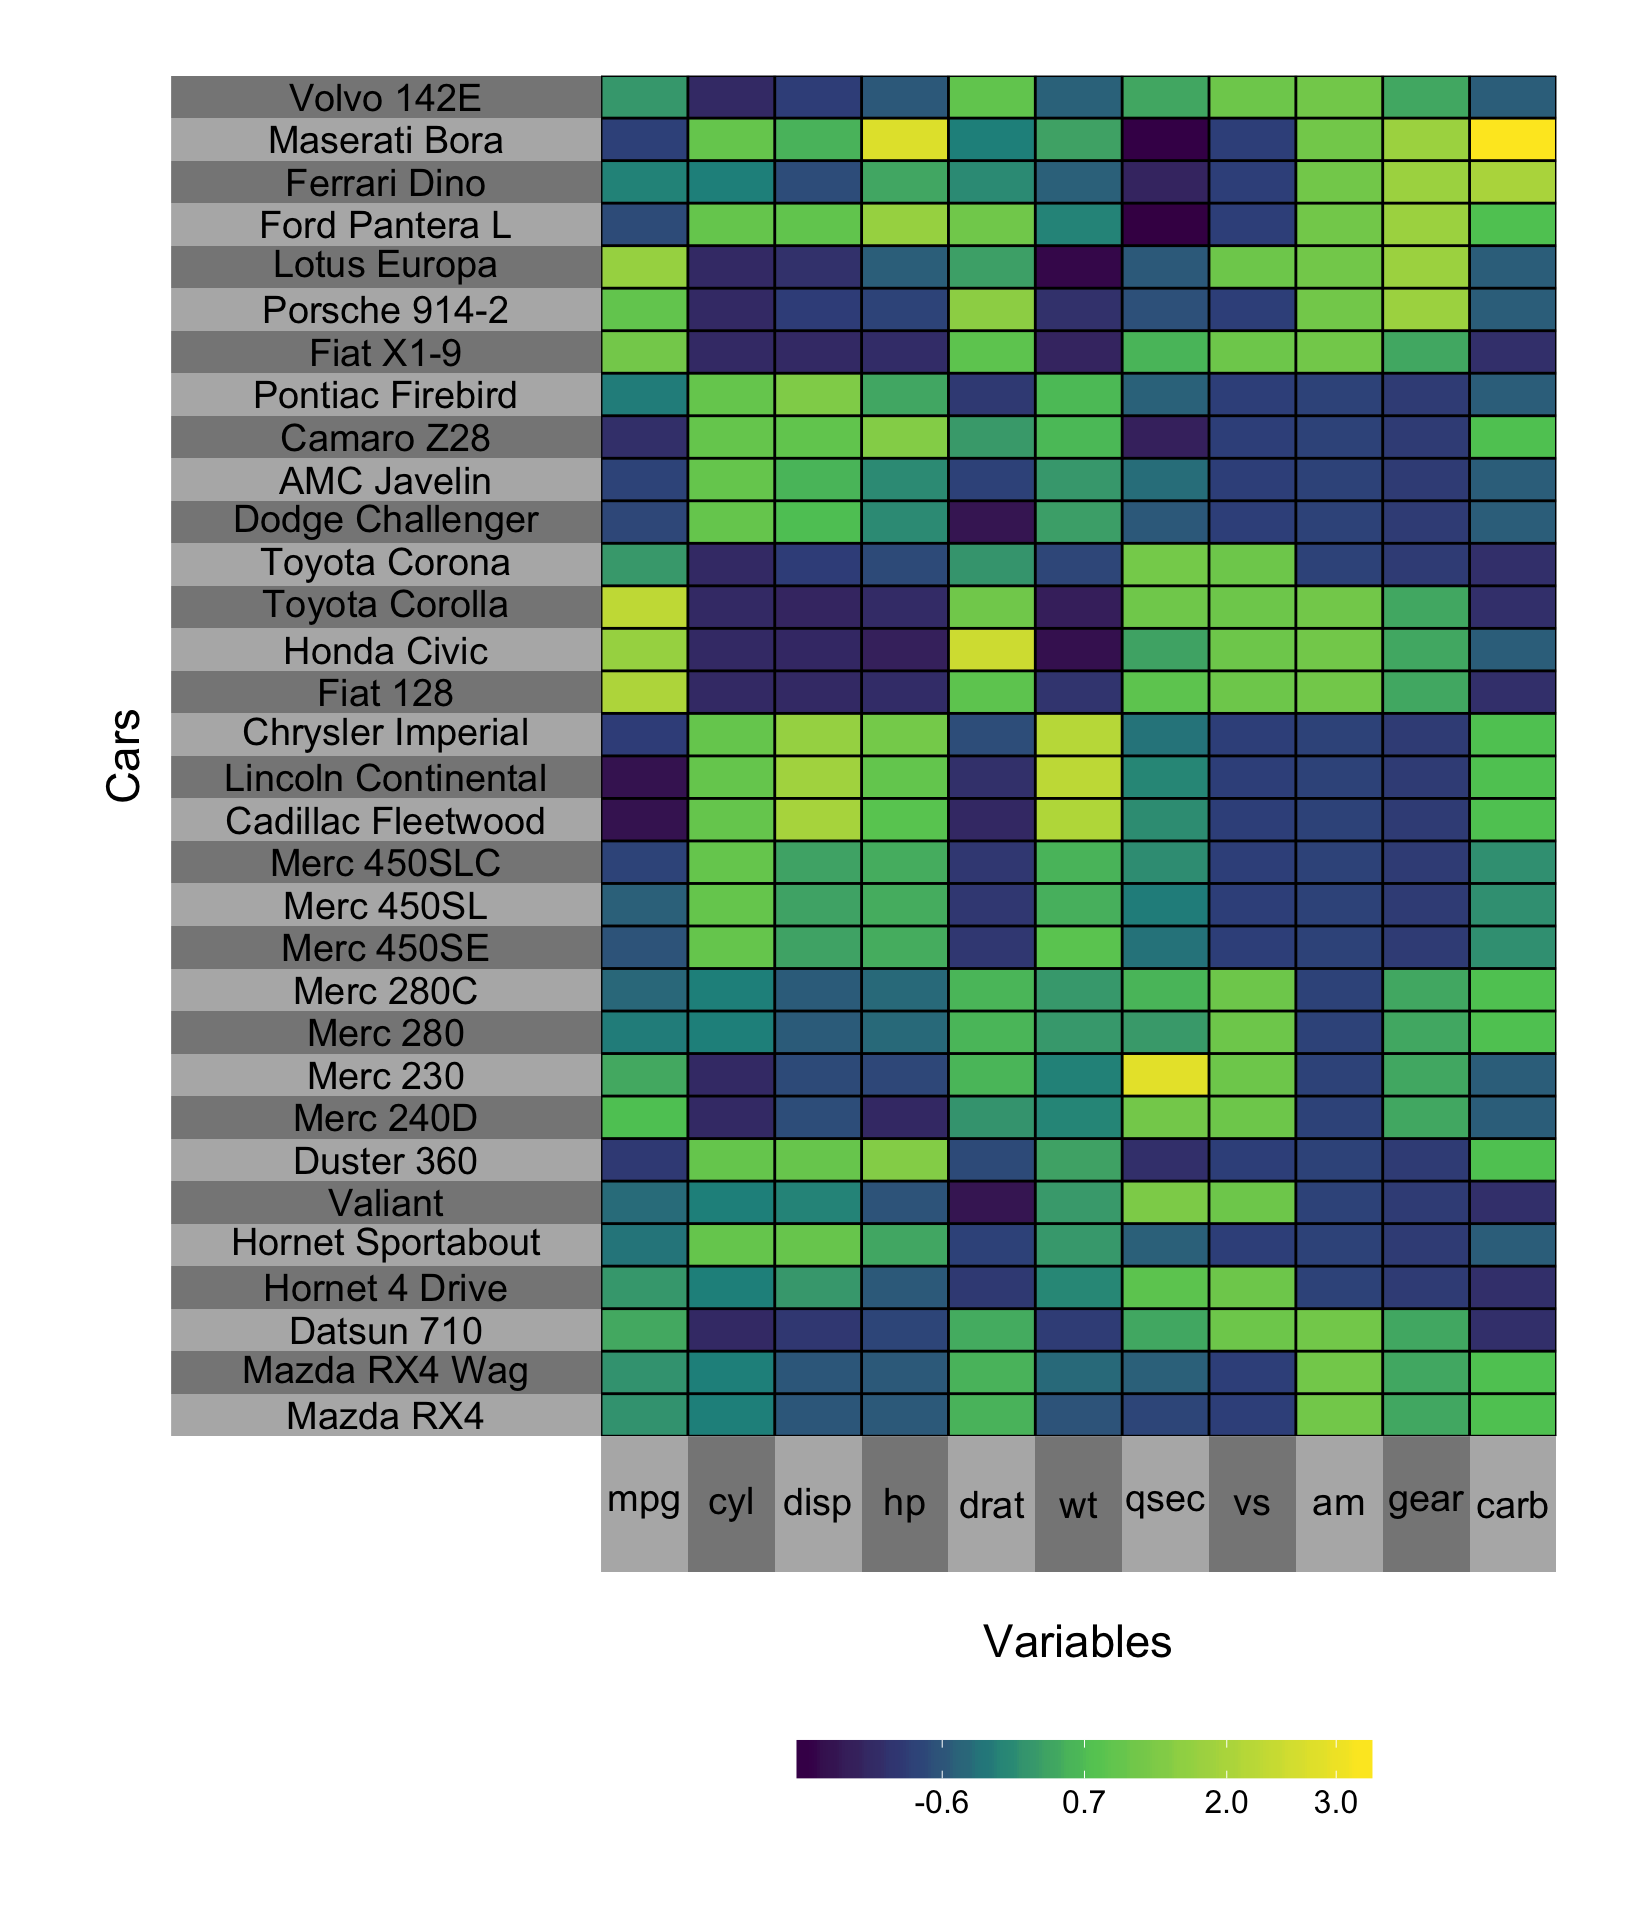 Volvo 142E
Maserati Bora
Ferrari Dino
Ford Pantera L
Lotus Europa
Porsche 914-2
Fiat X1-9
Pontiac Firebird
Camaro Z28
AMC Javelin
Dodge Challenger
Toyota Corona
Toyota Corolla
Honda Civic
Fiat 128
Chrysler Imperial
Lincoln Continental
Cadillac Fleetwood
Merc 450SLC
Merc 450SL
Merc 450SE
Merc 280C
Merc 280
Merc 230
Merc 240D
Duster 360
Valiant
Hornet Sportabout
Hornet 4 Drive
Datsun 710
Mazda RX4 Wag
Mazda RX4
Cars
mpg cyl disp hp drat wt qsec vs am gear carb
Variables
-0.6 0.7 2.0 3.0